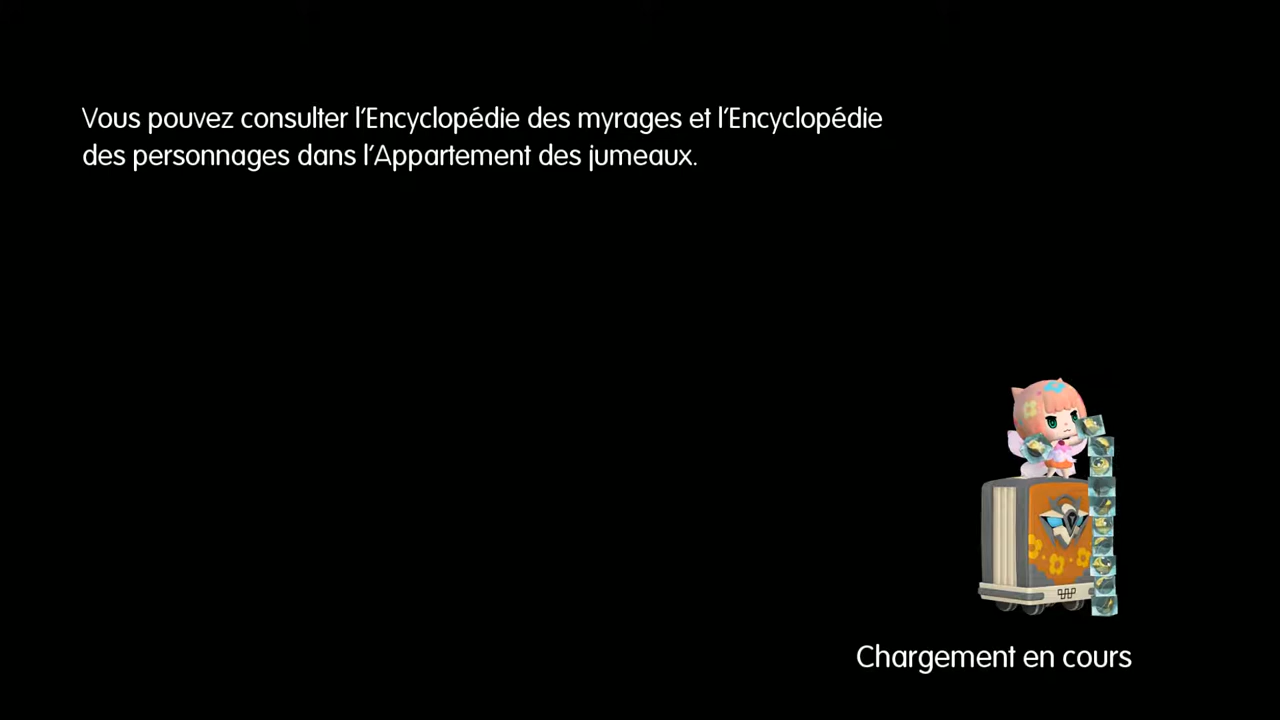 Vous pouvez consulter l'Encyclopédie des myrages et l'Encyclopédie
des personnages dans l'Appartement des jumeaux.
Chargement en cours